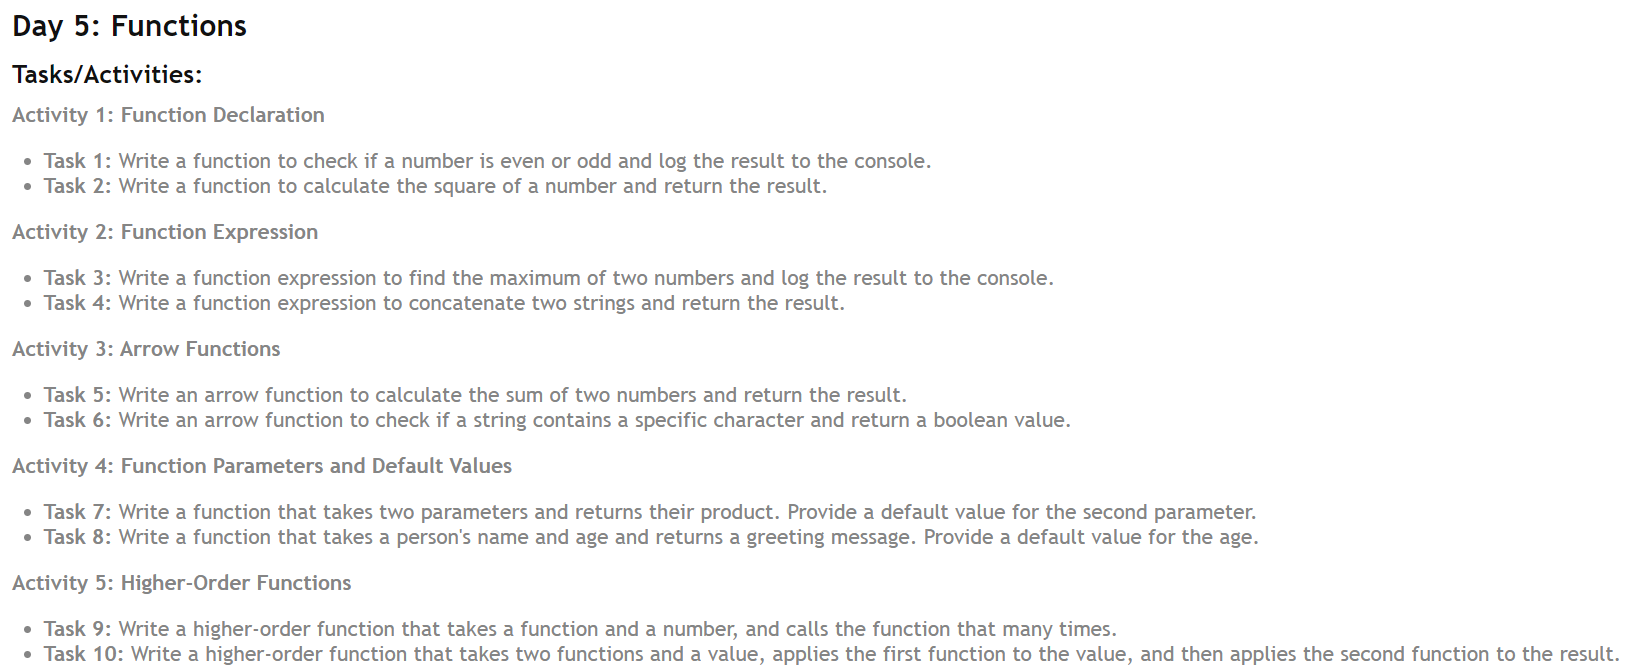 Day 5: Functions
Tasks/Activities:
Activity 1: Function Declaration
• Task 1: Write a function to check if a number is even or odd and log the result to the console.
• Task 2: Write a function to calculate the square of a number and return the result.
Activity 2: Function Expression
• Task 3: Write a function expression to find the maximum of two numbers and log the result to the console.
• Task 4: Write a function expression to concatenate two strings and return the result.
Activity 3: Arrow Functions
• Task 5: Write an arrow function to calculate the sum of two numbers and return the result.
• Task 6: Write an arrow function to check if a string contains a specific character and return a boolean value.
Activity 4: Function Parameters and Default Values
• Task 7: Write a function that takes two parameters and returns their product. Provide a default value for the second parameter.
• Task 8: Write a function that takes a person's name and age and returns a greeting message. Provide a default value for the age.
Activity 5: Higher-Order Functions
• Task 9: Write a higher-order function that takes a function and a number, and calls the function that many times.
• Task 10: Write a higher-order function that takes two functions and a value, applies the first function to the value, and then applies the second function to the result.